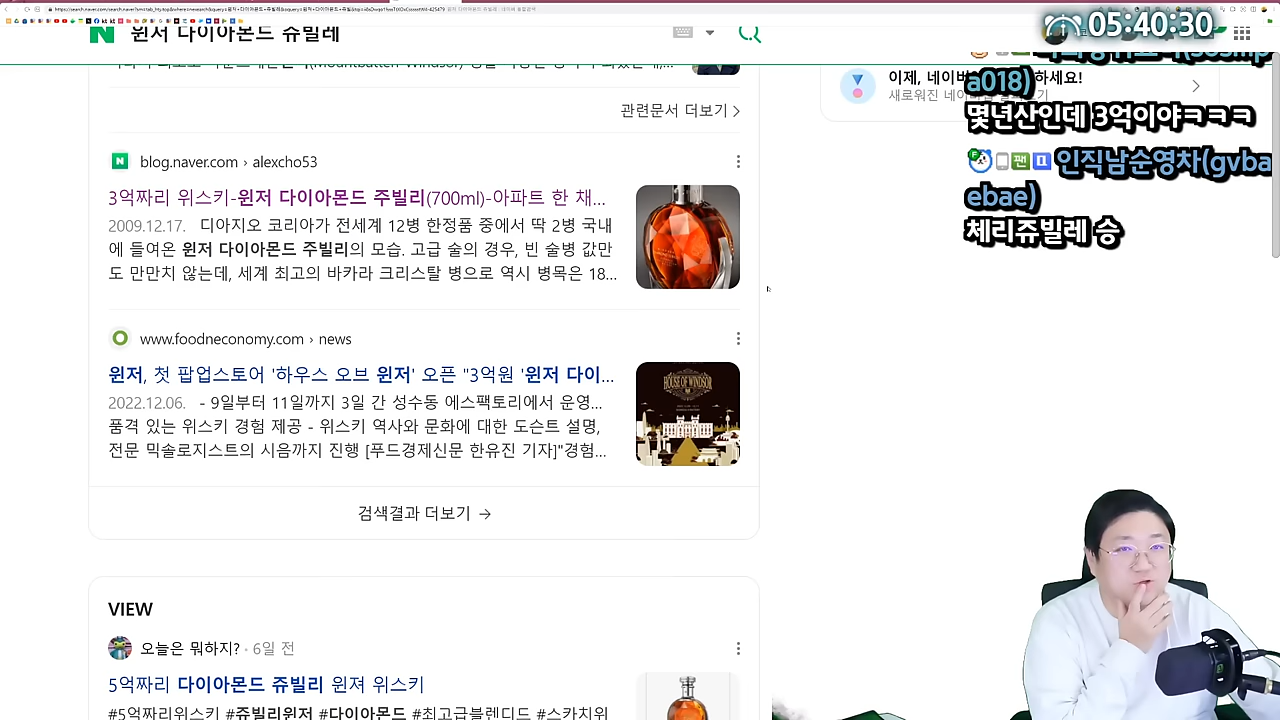 윈저 다이아몬드 쥬빌레
05:40:30
관련문서 더보기
이제, 네이버
하세요!
새로워진 네이버
기
a018)
몇년산인데 3억이야ㅋㅋㅋ
팬 인직남순영차(gvba
ebae)
체리쥬빌레 승
blog.naver.com › alexcho53
3억짜리 위스키-윈저 다이아몬드 주빌리(700ml)-아파트 한 채...
2009.12.17. 디아지오 코리아가 전세계 12병 한정품 중에서 딱 2병 국내
에 들여온 윈저 다이아몬드 주빌리의 모습. 고급 술의 경우, 빈 술병 값만
도 만만지 않는데, 세계 최고의 바카라 크리스탈 병으로 역시 병목은 18...
www.foodneconomy.com › news
윈저, 첫 팝업스토어 '하우스 오브 윈저' 오픈 "3억원 '윈저 다이...
HOUSE OF WINDSOR
2022.12.06. - 9일부터 11일까지 3일 간 성수동 에스팩토리에서 운영...
품격 있는 위스키 경험 제공 - 위스키 역사와 문화에 대한 도슨트 설명,
전문 믹솔로지스트의 시음까지 진행 [푸드경제신문 한유진 기자]"경험...
검색결과 더보기 →
VIEW
오늘은 뭐하지? · 6일 전
5억짜리 다이아몬드 쥬빌리 윈져 위스키
#5억짜리위스키 #쥬빌리윈저 #다이아몬드 #최고급블렌디드 #스카치위